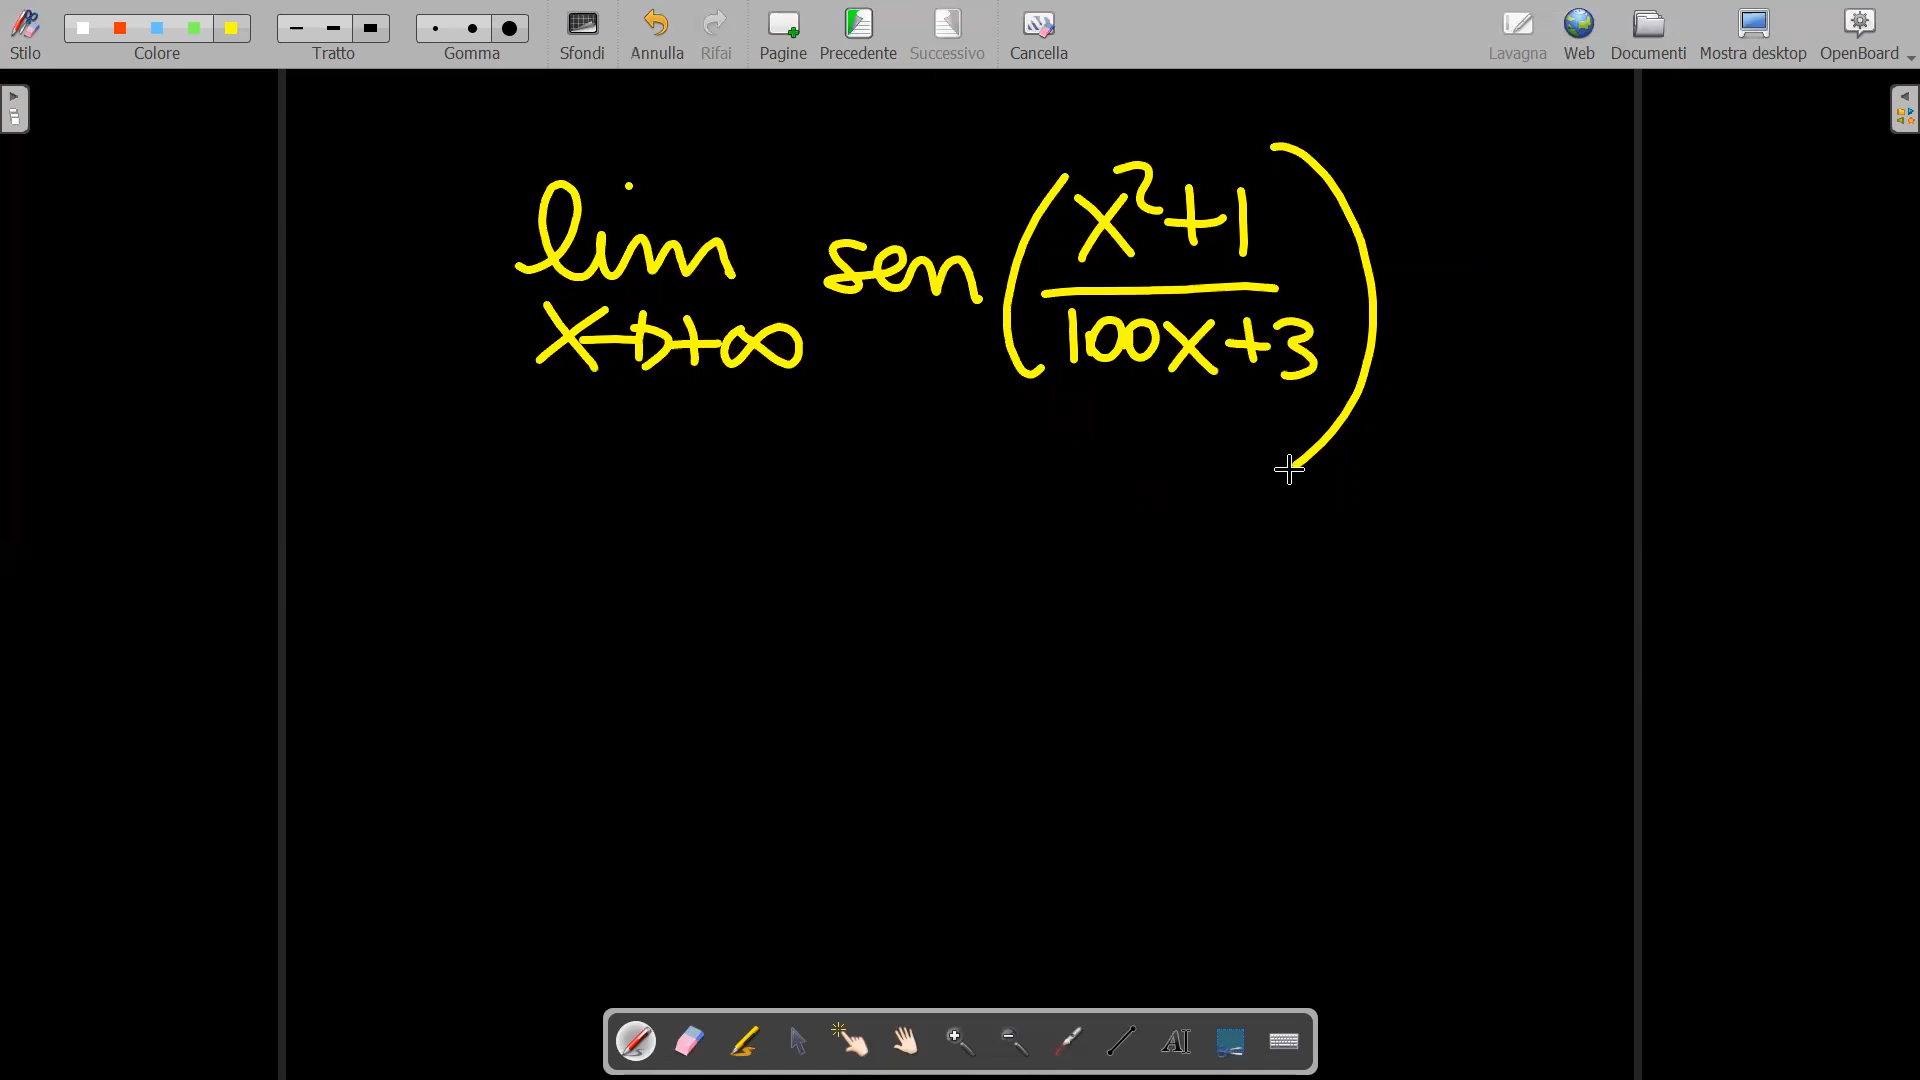 Stilo Colore Tratto Gomma Sfondi Annulla Rifai Pagine Precedente Successivo Cancella Lavagna Web Documenti Mostra desktop OpenBoard
lim sen (x²+1
x→+∞ 100x+3)
AI